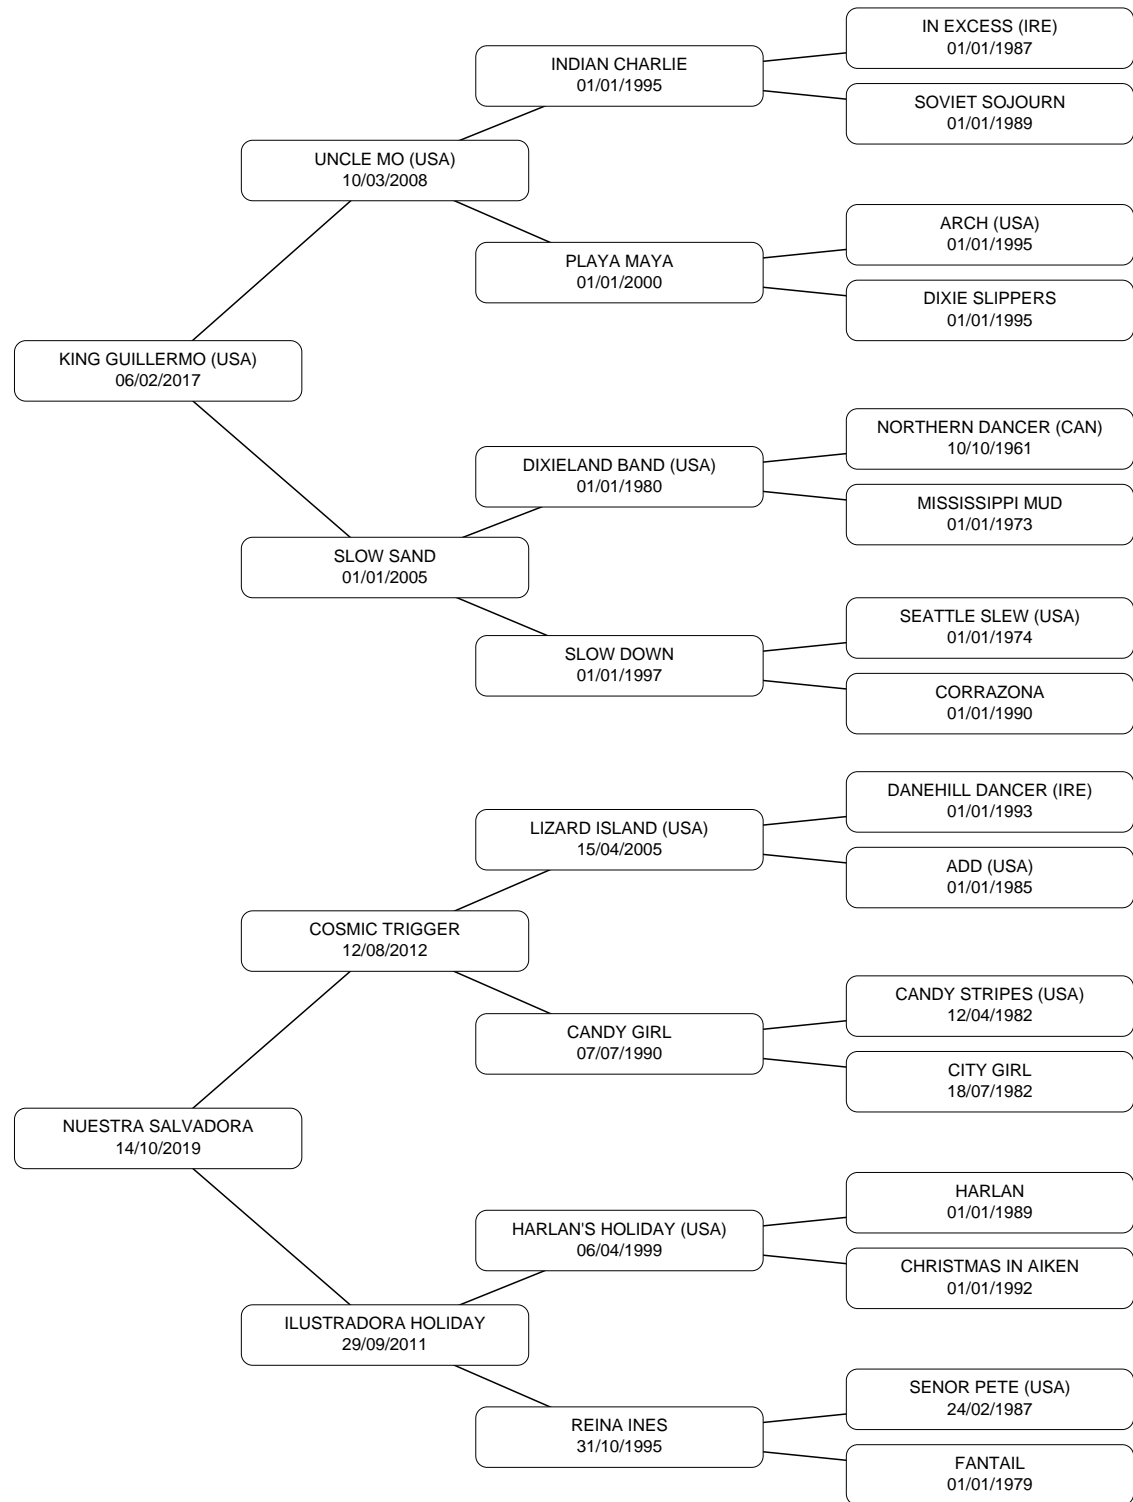 IN EXCESS (IRE)
01/01/1987
INDIAN CHARLIE
01/01/1995
SOVIET SOJOURN
01/01/1989
UNCLE MO (USA)
10/03/2008
ARCH (USA)
01/01/1995
PLAYA MAYA
01/01/2000
DIXIE SLIPPERS
01/01/1995
KING GUILLERMO (USA)
06/02/2017
NORTHERN DANCER (CAN)
10/10/1961
DIXIELAND BAND (USA)
01/01/1980
MISSISSIPPI MUD
01/01/1973
SLOW SAND
01/01/2005
SEATTLE SLEW (USA)
01/01/1974
SLOW DOWN
01/01/1997
CORRAZONA
01/01/1990
DANEHILL DANCER (IRE)
01/01/1993
LIZARD ISLAND (USA)
15/04/2005
ADD (USA)
01/01/1985
COSMIC TRIGGER
12/08/2012
CANDY STRIPES (USA)
12/04/1982
CANDY GIRL
07/07/1990
CITY GIRL
18/07/1982
NUESTRA SALVADORA
14/10/2019
HARLAN
01/01/1989
HARLAN'S HOLIDAY (USA)
06/04/1999
CHRISTMAS IN AIKEN
01/01/1992
ILUSTRADORA HOLIDAY
29/09/2011
SENOR PETE (USA)
24/02/1987
REINA INES
31/10/1995
FANTAIL
01/01/1979